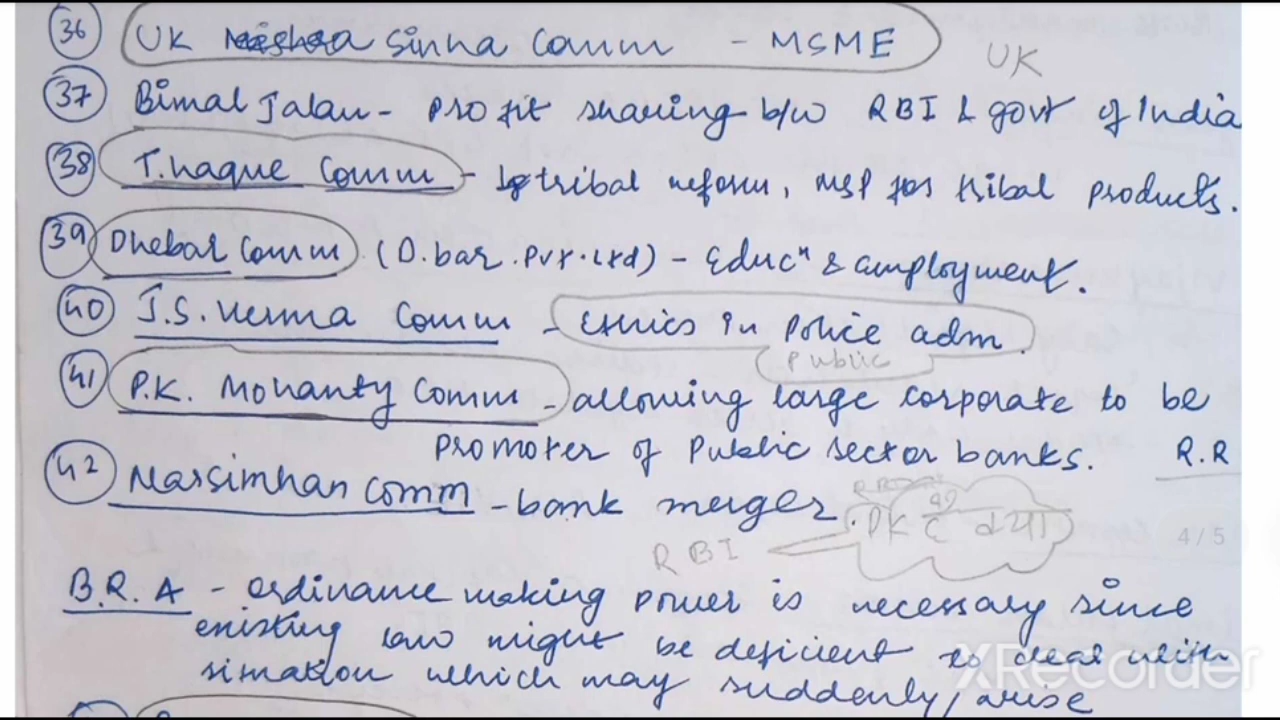 36 UK Sinha Comm - MSME
UK
37 Bimal Jalan - Profit sharing b/w RBI & govt of India
38 T. Haque Comm - tribal reform, MSP for tribal products.
39 Dhebar Comm (D.bar.Pvt.Ltd) - Educⁿ & employment.
40 J.S. Verma Comm - Ethics in Police adm.
Public
41 P.K. Mohanty Comm - allowing large corporate to be
promoter of Public sector banks. R.R
42 Narsimhan Comm - bank merger.
RBI PK
4/5
B.R.A - ordinance making power is necessary since
existing law might be deficient to deal with
situation which may suddenly arise
XRecorder